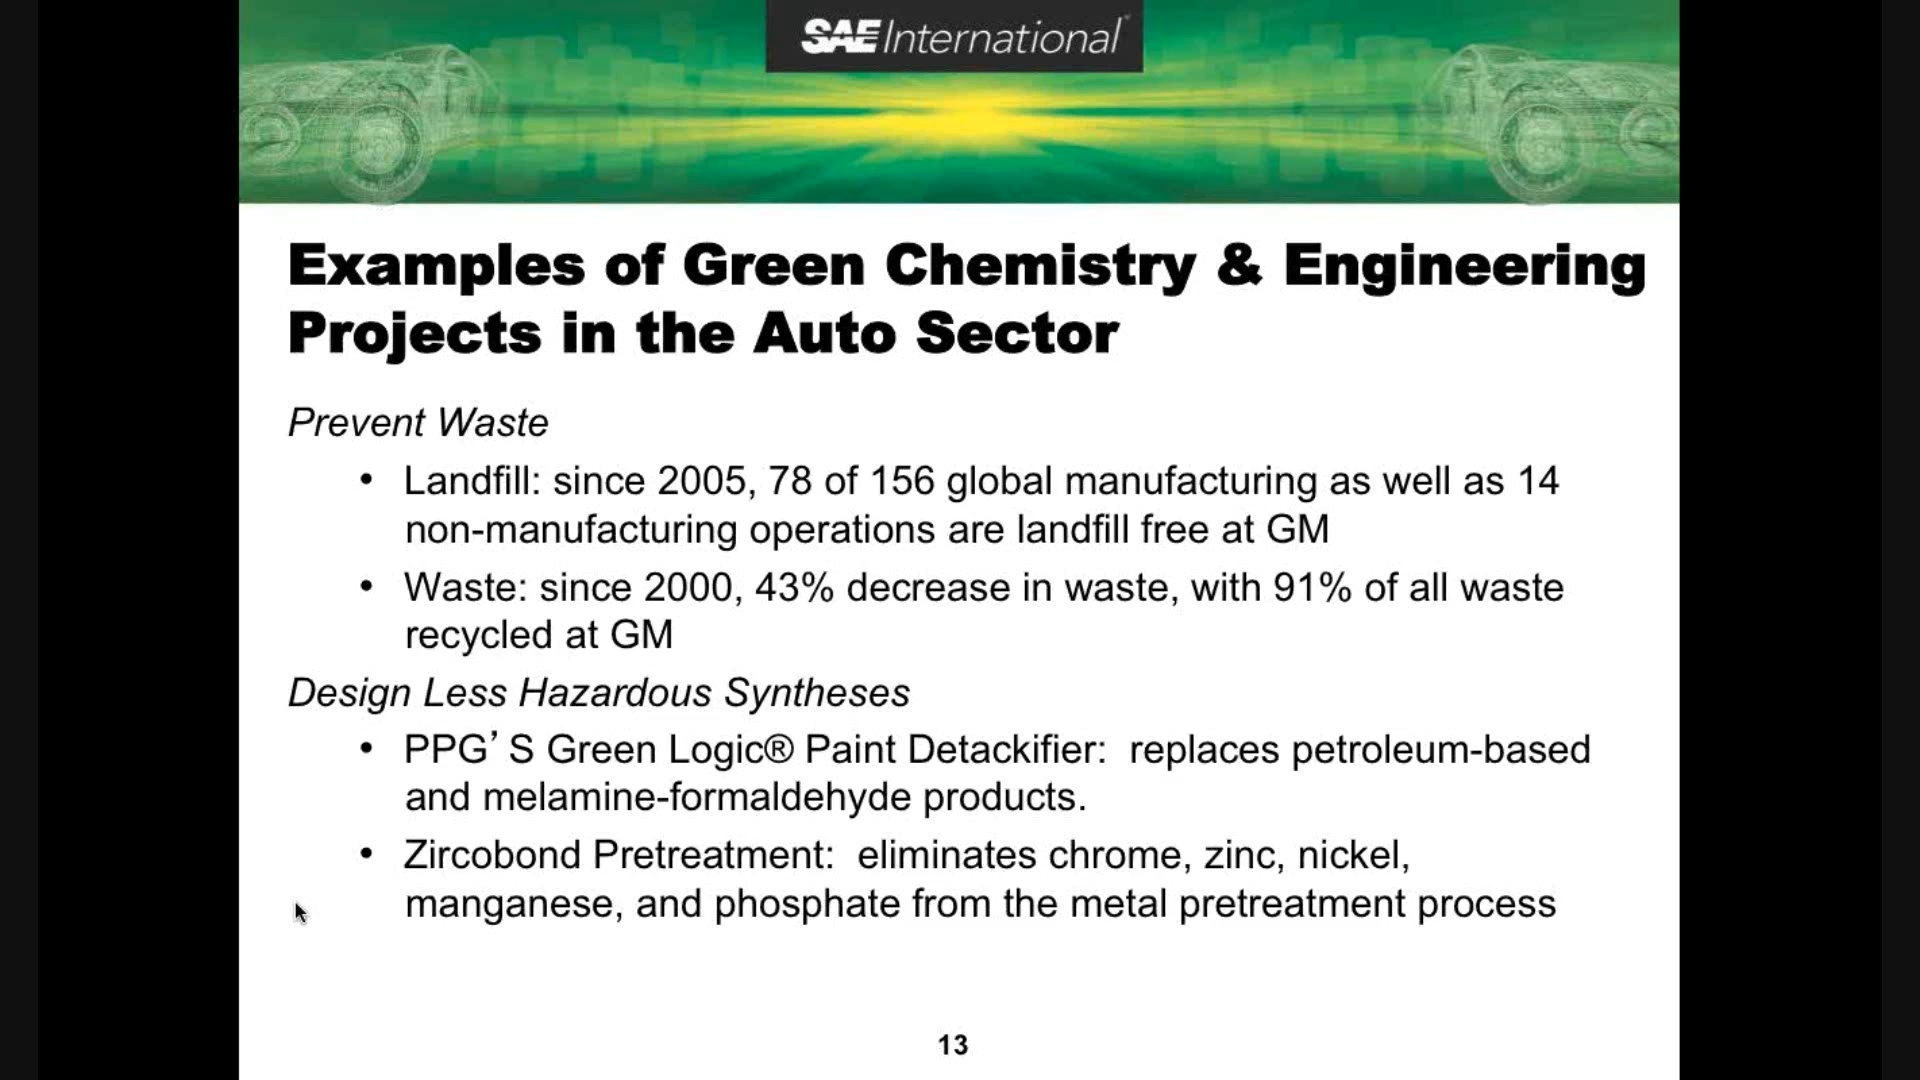 SAE International
Examples of Green Chemistry & Engineering
Projects in the Auto Sector
Prevent Waste
• Landfill: since 2005, 78 of 156 global manufacturing as well as 14
non-manufacturing operations are landfill free at GM
• Waste: since 2000, 43% decrease in waste, with 91% of all waste
recycled at GM
Design Less Hazardous Syntheses
• PPG’S Green Logic® Paint Detackifier: replaces petroleum-based
and melamine-formaldehyde products.
• Zircobond Pretreatment: eliminates chrome, zinc, nickel,
manganese, and phosphate from the metal pretreatment process
13